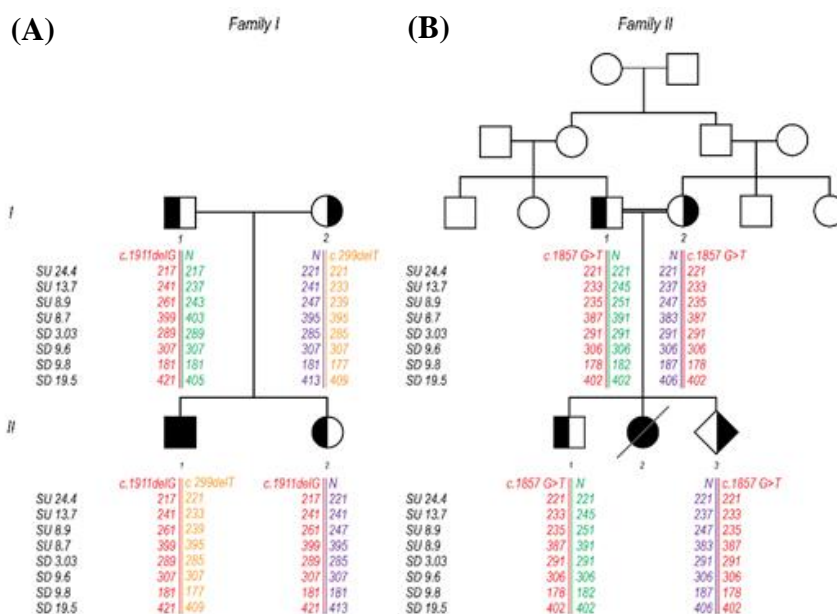 (A) Family I (B) Family II
I
1 2 1 2
c.1911delG N N c 299delT c.1857 G>T N N c.1857 G>T
SU 24.4 217 217 221 221 SU 24.4 221 221 221 221
SU 13.7 241 237 241 233 SU 13.7 233 245 237 233
SU 8.9 261 243 247 239 SU 8.9 235 251 247 235
SU 8.7 399 403 395 395 SU 8.7 387 391 383 387
SD 3.03 289 289 285 285 SD 3.03 291 291 291 291
SD 9.6 307 307 307 307 SD 9.6 306 306 306 306
SD 9.8 181 181 181 177 SD 9.8 178 182 187 178
SD 19.5 421 405 413 409 SD 19.5 402 402 406 402
II
1 2 1 2 3
c.1911delG c 299delT c.1911delG N c.1857 G>T N N c.1857 G>T
SU 24.4 217 221 217 221 SU 24.4 221 221 221 221
SU 13.7 241 233 241 241 SU 13.7 233 245 237 233
SU 8.9 261 239 261 247 SU 8.9 235 251 247 235
SU 8.7 399 395 399 395 SU 8.9 387 391 383 387
SD 3.03 289 285 289 285 SD 3.03 291 291 291 291
SD 9.6 307 307 307 307 SD 9.6 306 306 306 306
SD 9.8 181 177 181 181 SD 9.8 178 182 187 178
SD 19.5 421 409 421 413 SD 19.5 402 402 406 402